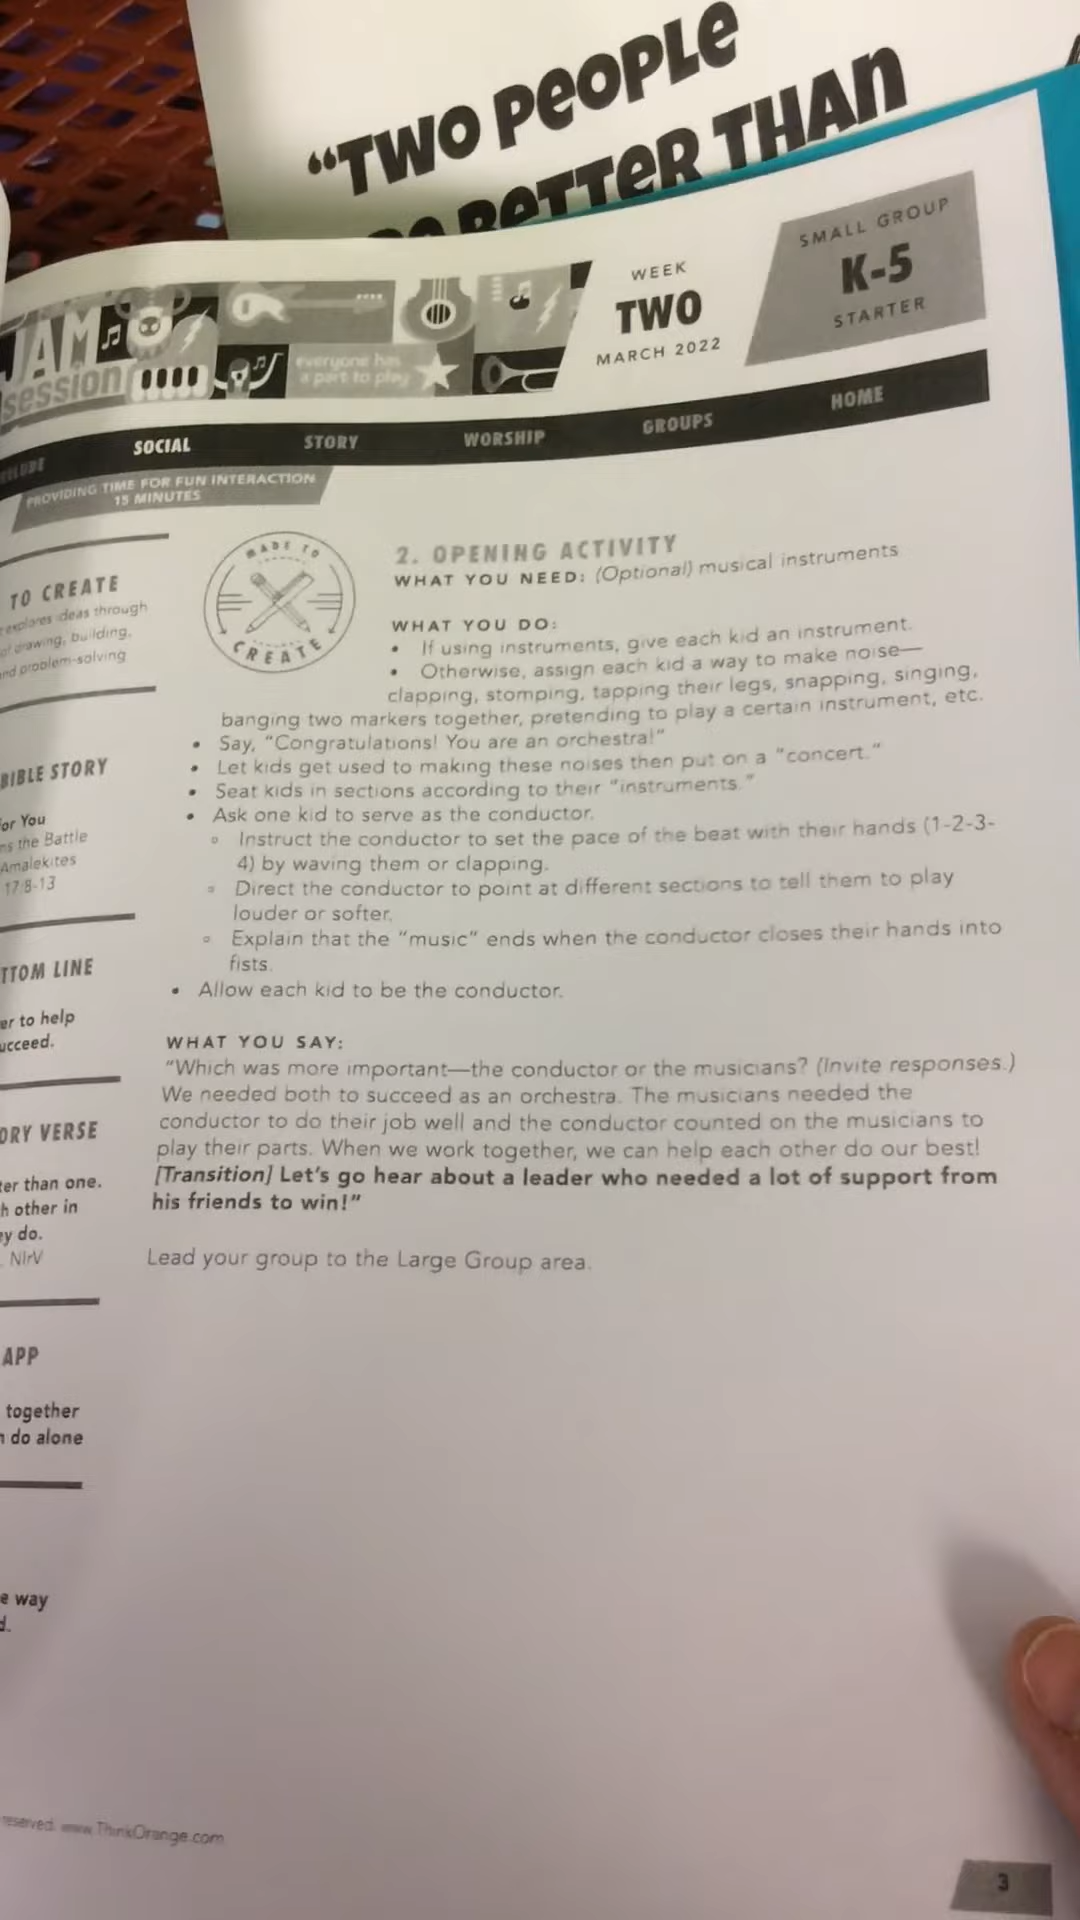 “TWO PEOPLE
BETTER THAN
JAM
session
everyone has
a part to play
WEEK
TWO
MARCH 2022
SMALL GROUP
K-5
STARTER
SOCIAL
STORY
WORSHIP
GROUPS
HOME
PROVIDING TIME FOR FUN INTERACTION
15 MINUTES
TO CREATE
explores ideas through
of drawing, building,
and problem-solving
BIBLE STORY
or You
the Battle
Amalekites
17:8-13
LINE
to help
VERSE
than one.
other in
do.
NIrV
APP
together
do alone
way
MADE TO
CREATE
2. OPENING ACTIVITY
WHAT YOU NEED: (Optional) musical instruments
WHAT YOU DO:
• If using instruments, give each kid an instrument.
• Otherwise, assign each kid a way to make noise—
clapping, stomping, tapping their legs, snapping, singing,
banging two markers together, pretending to play a certain instrument, etc.
• Say, “Congratulations! You are an orchestra!”
• Let kids get used to making these noises then put on a “concert.”
• Seat kids in sections according to their “instruments.”
• Ask one kid to serve as the conductor.
◦ Instruct the conductor to set the pace of the beat with their hands (1-2-3-
4) by waving them or clapping.
◦ Direct the conductor to point at different sections to tell them to play
louder or softer.
◦ Explain that the “music” ends when the conductor closes their hands into
fists.
• Allow each kid to be the conductor.
WHAT YOU SAY:
“Which was more important—the conductor or the musicians? (Invite responses.)
We needed both to succeed as an orchestra. The musicians needed the
conductor to do their job well and the conductor counted on the musicians to
play their parts. When we work together, we can help each other do our best!
[Transition] Let’s go hear about a leader who needed a lot of support from
his friends to win!”
Lead your group to the Large Group area.
reserved. www.ThinkOrange.com
3